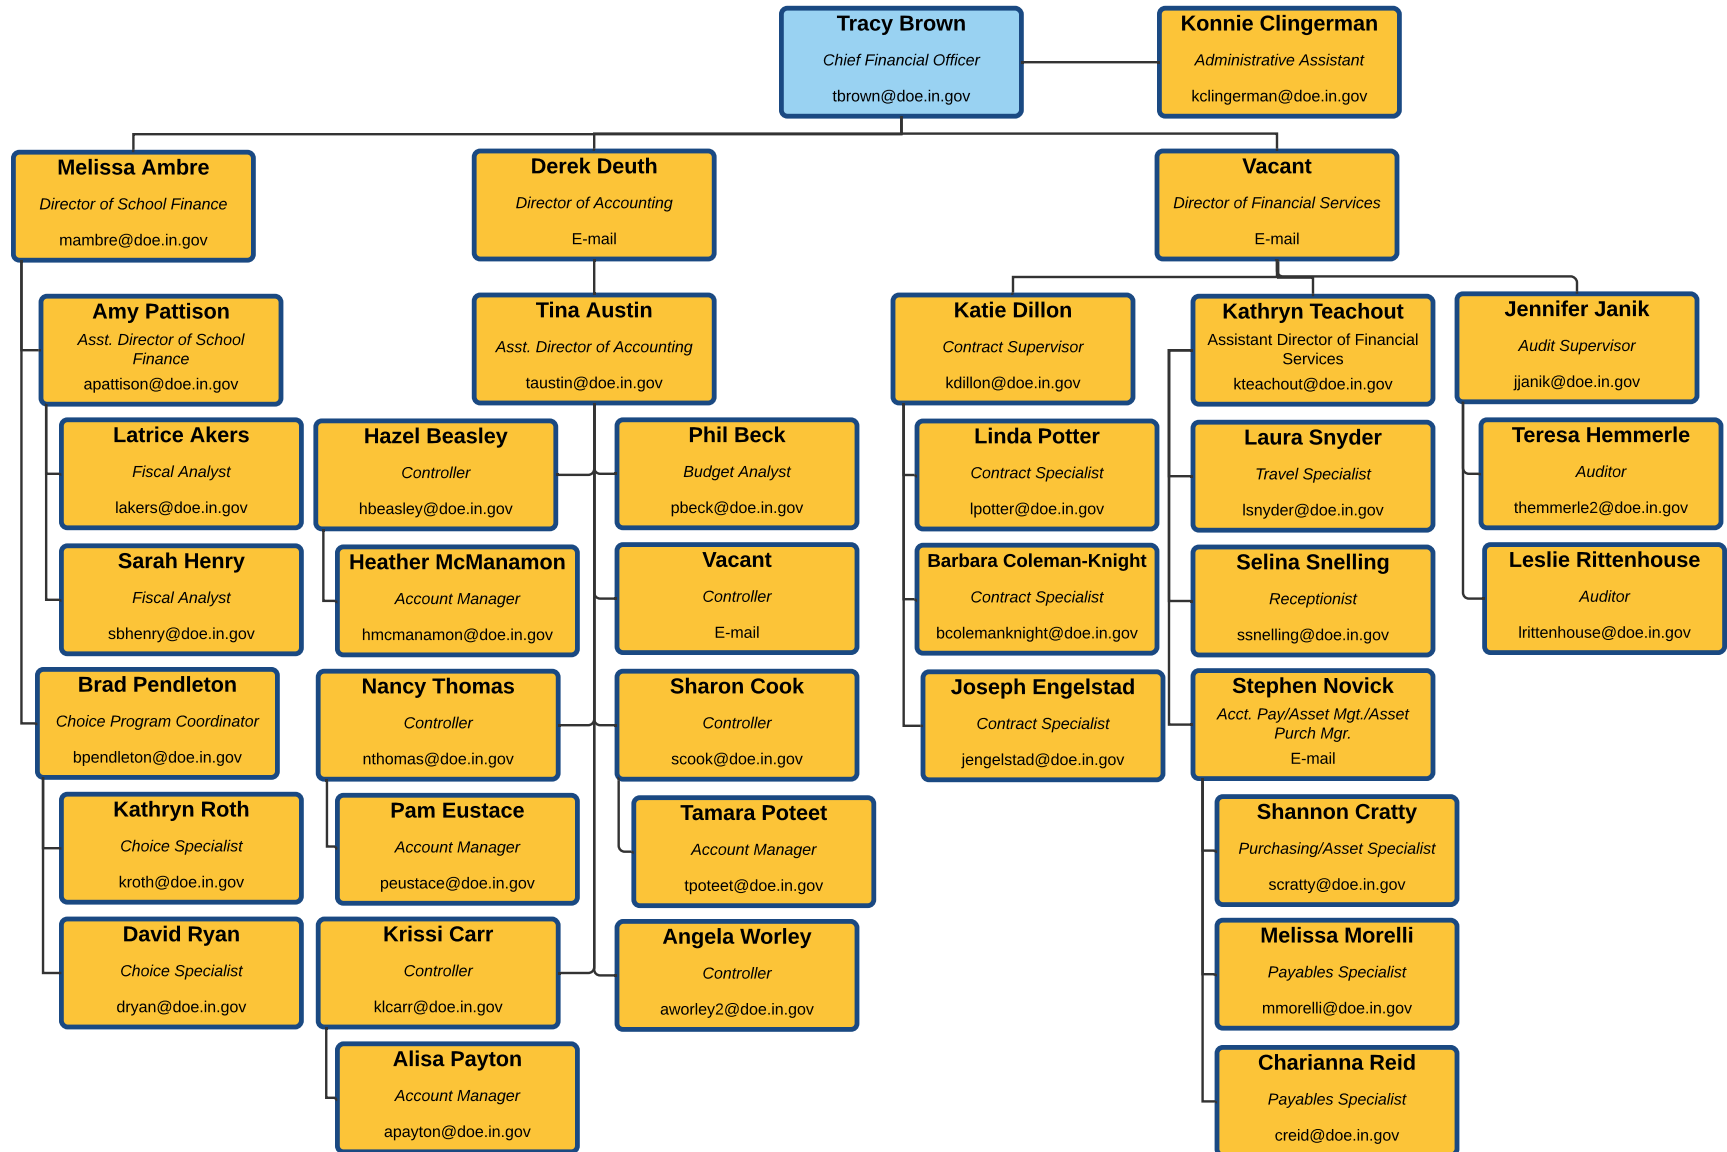 Tracy Brown
Chief Financial Officer
tbrown@doe.in.gov
Konnie Clingerman
Administrative Assistant
kclingerman@doe.in.gov
Melissa Ambre
Director of School Finance
mambre@doe.in.gov
Derek Deuth
Director of Accounting
E-mail
Vacant
Director of Financial Services
E-mail
Amy Pattison
Asst. Director of School
Finance
apattison@doe.in.gov
Latrice Akers
Fiscal Analyst
lakers@doe.in.gov
Sarah Henry
Fiscal Analyst
sbhenry@doe.in.gov
Brad Pendleton
Choice Program Coordinator
bpendleton@doe.in.gov
Kathryn Roth
Choice Specialist
kroth@doe.in.gov
David Ryan
Choice Specialist
dryan@doe.in.gov
Tina Austin
Asst. Director of Accounting
taustin@doe.in.gov
Hazel Beasley
Controller
hbeasley@doe.in.gov
Heather McManamon
Account Manager
hmcmanamon@doe.in.gov
Nancy Thomas
Controller
nthomas@doe.in.gov
Pam Eustace
Account Manager
peustace@doe.in.gov
Krissi Carr
Controller
klcarr@doe.in.gov
Alisa Payton
Account Manager
apayton@doe.in.gov
Phil Beck
Budget Analyst
pbeck@doe.in.gov
Vacant
Controller
E-mail
Sharon Cook
Controller
scook@doe.in.gov
Tamara Poteet
Account Manager
tpoteet@doe.in.gov
Angela Worley
Controller
aworley2@doe.in.gov
Katie Dillon
Contract Supervisor
kdillon@doe.in.gov
Linda Potter
Contract Specialist
lpotter@doe.in.gov
Barbara Coleman-Knight
Contract Specialist
bcolemanknight@doe.in.gov
Joseph Engelstad
Contract Specialist
jengelstad@doe.in.gov
Kathryn Teachout
Assistant Director of Financial
Services
kteachout@doe.in.gov
Laura Snyder
Travel Specialist
lsnyder@doe.in.gov
Selina Snelling
Receptionist
ssnelling@doe.in.gov
Stephen Novick
Acct. Pay/Asset Mgt./Asset
Purch Mgr.
E-mail
Shannon Cratty
Purchasing/Asset Specialist
scratty@doe.in.gov
Melissa Morelli
Payables Specialist
mmorelli@doe.in.gov
Charianna Reid
Payables Specialist
creid@doe.in.gov
Jennifer Janik
Audit Supervisor
jjanik@doe.in.gov
Teresa Hemmerle
Auditor
themmerle2@doe.in.gov
Leslie Rittenhouse
Auditor
lrittenhouse@doe.in.gov